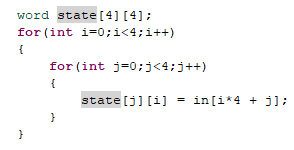 word state[4][4];
for(int i=0;i<4;i++)
{
for(int j=0;j<4;j++)
{
state[j][i] = in[i*4 + j];
}
}